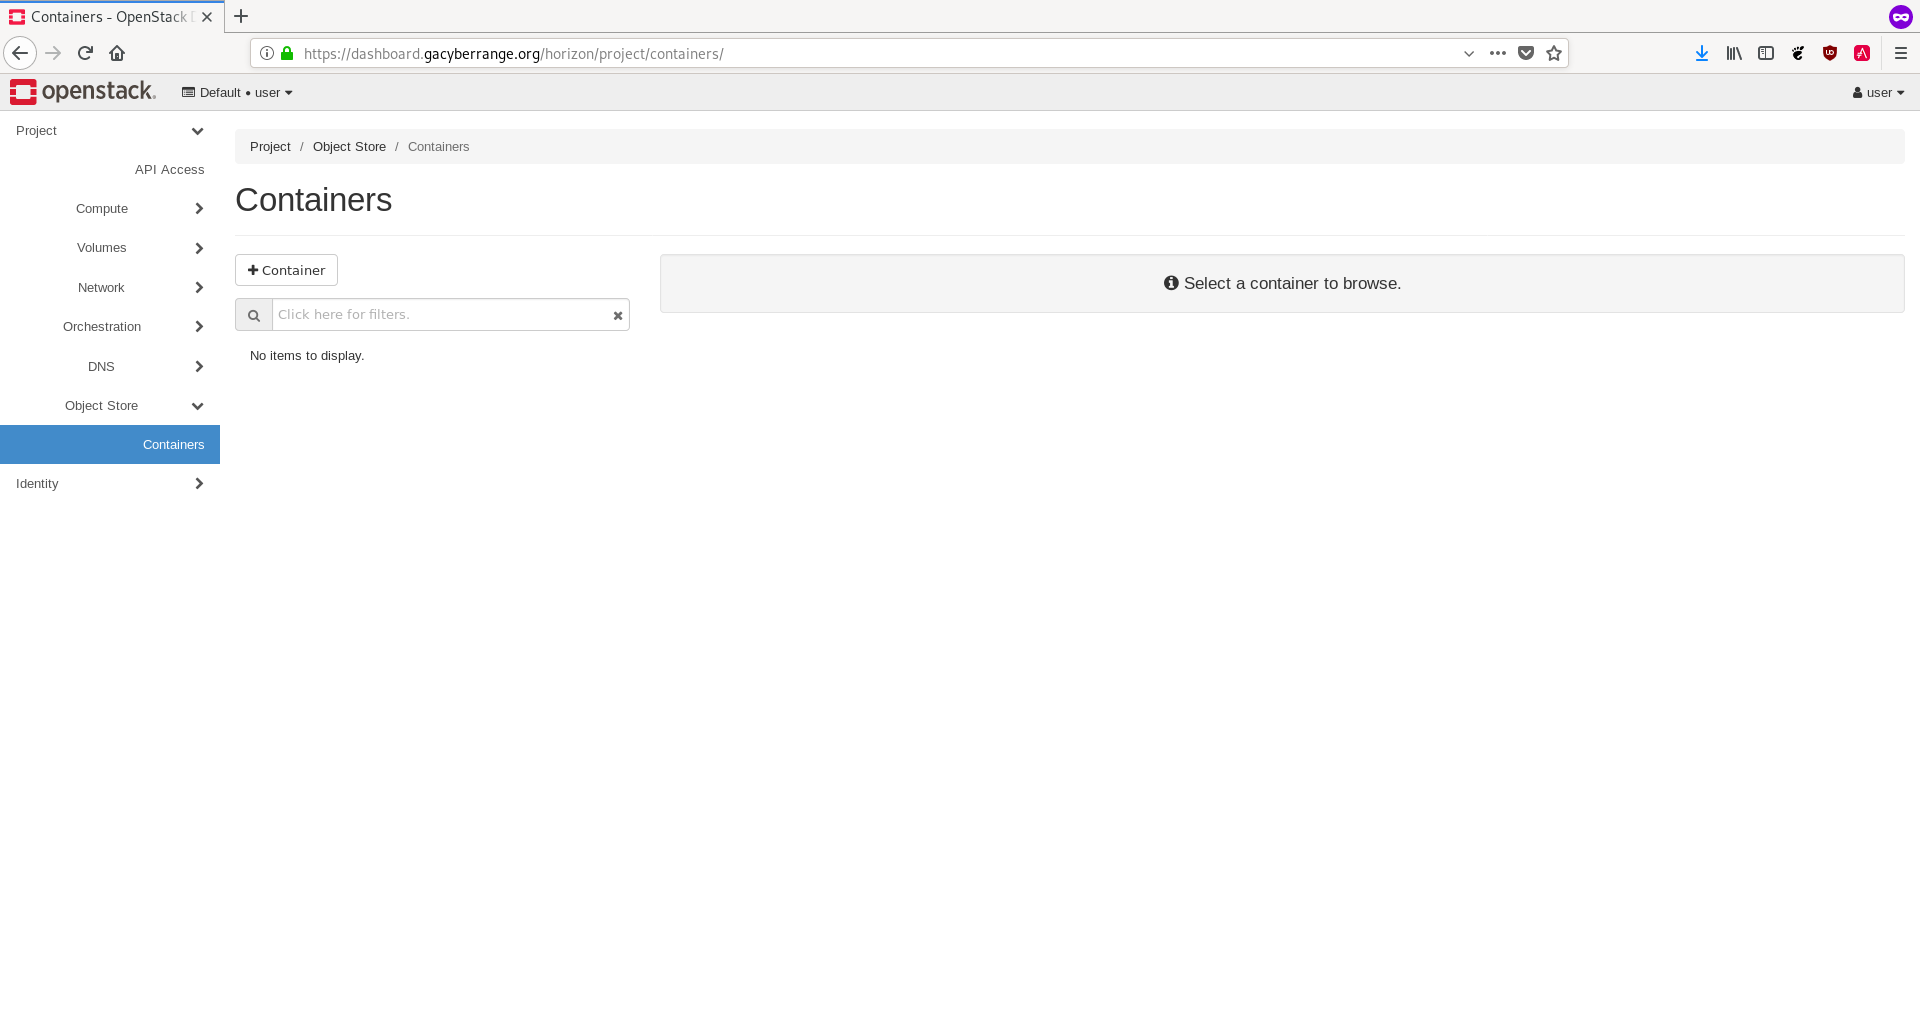 Containers - OpenStack
https://dashboard.gacyberrange.org/horizon/project/containers/
openstack.
Default • user
user
Project
API Access
Compute
Volumes
Network
Orchestration
DNS
Object Store
Containers
Identity
Project / Object Store / Containers
Containers
Container
Select a container to browse.
Click here for filters.
No items to display.